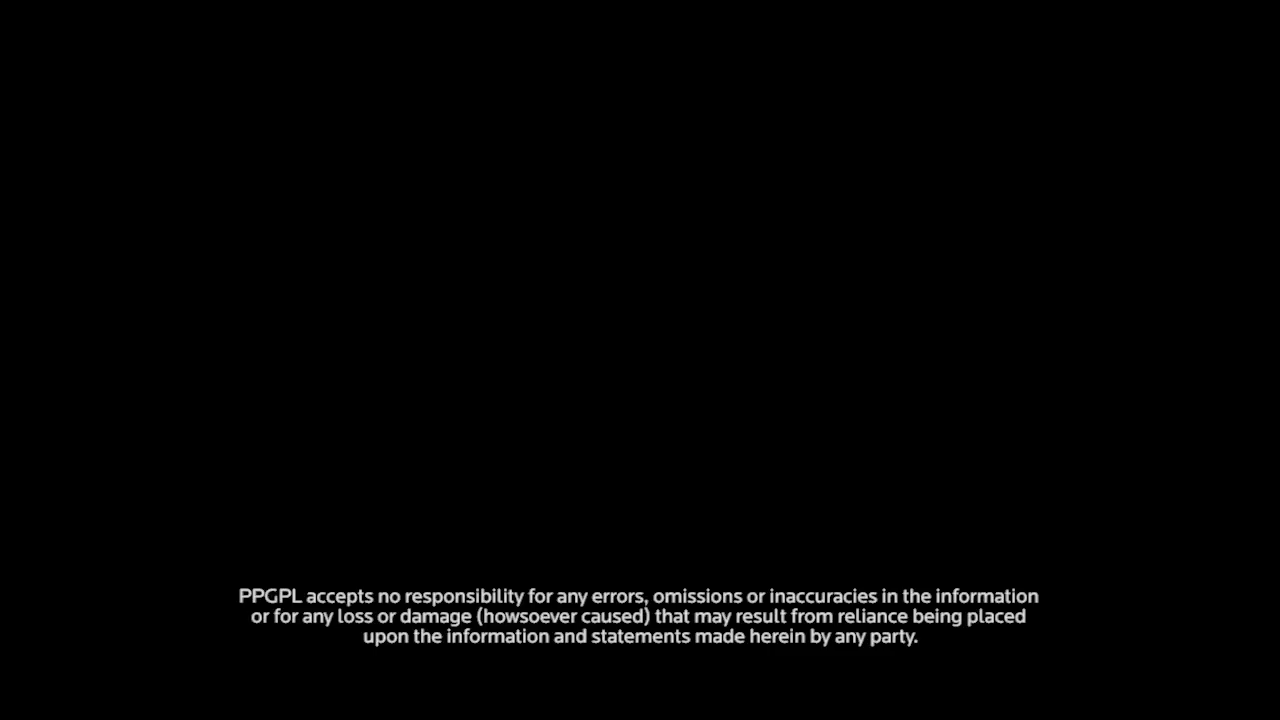 PPGPL accepts no responsibility for any errors, omissions or inaccuracies in the information
or for any loss or damage (howsoever caused) that may result from reliance being placed
upon the information and statements made herein by any party.